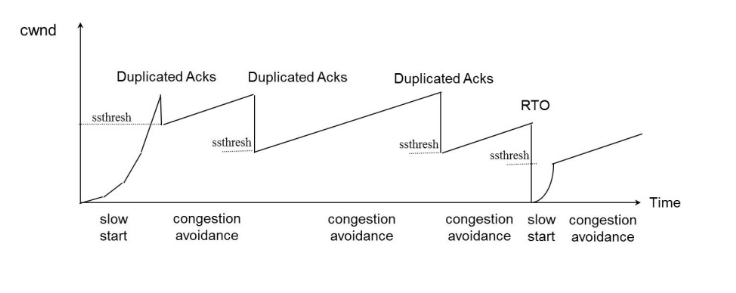 cwnd
Duplicated Acks
Duplicated Acks
Duplicated Acks
RTO
ssthresh
ssthresh
ssthresh
ssthresh
Time
slow
start
congestion
avoidance
congestion
avoidance
congestion
avoidance
slow
start
congestion
avoidance